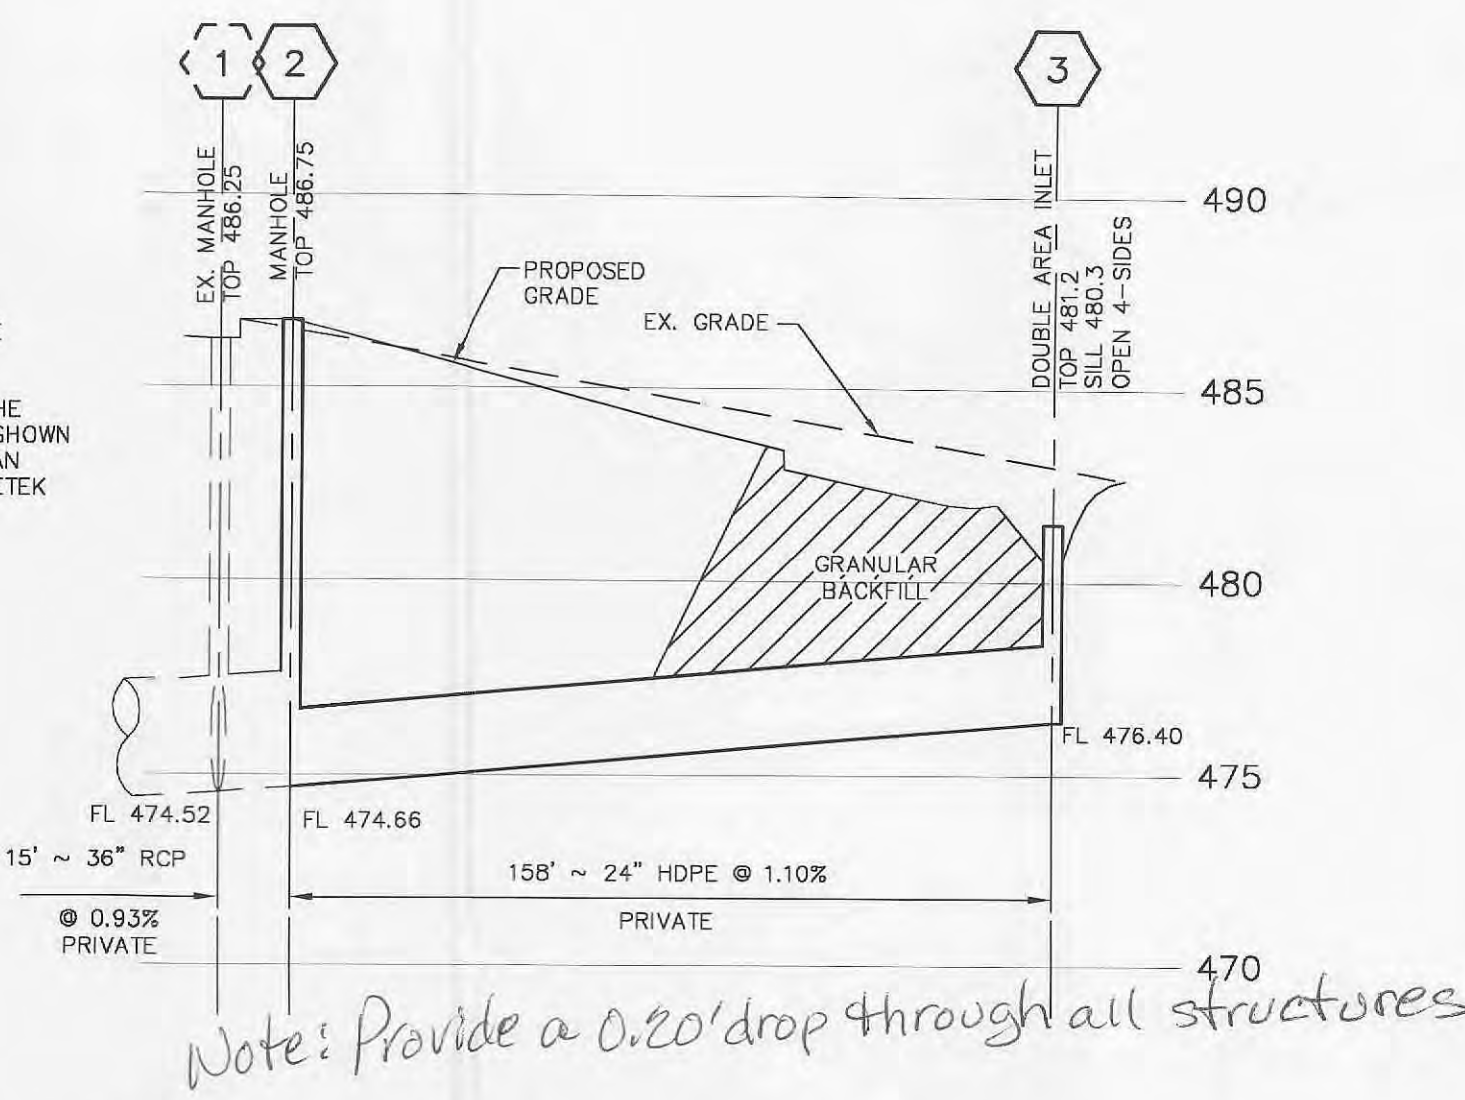 1
2
3
EX. MANHOLE
TOP 486.25
MANHOLE
TOP 486.75
DOUBLE AREA INLET
TOP 481.2
SILL 480.3
OPEN 4-SIDES
490
PROPOSED
GRADE
EX. GRADE
485
SHOWN
480
GRANULAR
BACKFILL
FL 476.40
475
FL 474.52
FL 474.66
15' ~ 36" RCP
@ 0.93%
PRIVATE
158' ~ 24" HDPE @ 1.10%
PRIVATE
470
Note: Provide a 0.20' drop through all structures